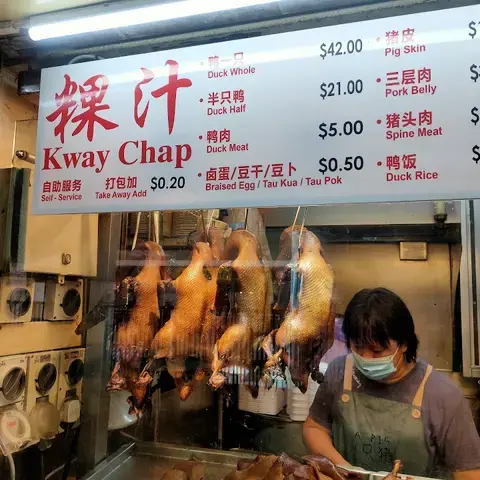 粿汁
Kway Chap
自助服务
Self - Service
打包加
Take Away Add
$0.20
· 鸭一只
Duck Whole
$42.00
· 半只鸭
Duck Half
$21.00
· 鸭肉
Duck Meat
$5.00
· 卤蛋/豆干/豆卜
Braised Egg / Tau Kua / Tau Pok
$0.50
· 猪皮
Pig Skin
· 三层肉
Pork Belly
· 猪头肉
Spine Meat
· 鸭饭
Duck Rice